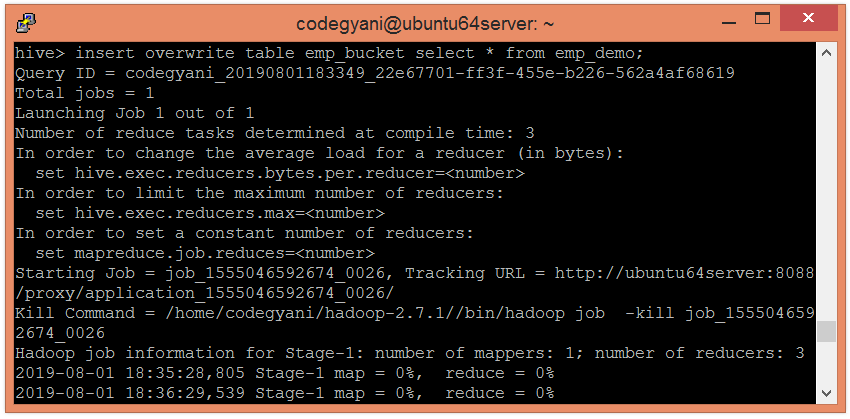 codegyani@ubuntu64server: ~
hive> insert overwrite table emp_bucket select * from emp_demo;
Query ID = codegyani_20190801183349_22e67701-ff3f-455e-b226-562a4af68619
Total jobs = 1
Launching Job 1 out of 1
Number of reduce tasks determined at compile time: 3
In order to change the average load for a reducer (in bytes):
  set hive.exec.reducers.bytes.per.reducer=<number>
In order to limit the maximum number of reducers:
  set hive.exec.reducers.max=<number>
In order to set a constant number of reducers:
  set mapreduce.job.reduces=<number>
Starting Job = job_1555046592674_0026, Tracking URL = http://ubuntu64server:8088
/proxy/application_1555046592674_0026/
Kill Command = /home/codegyani/hadoop-2.7.1//bin/hadoop job  -kill job_155504659
2674_0026
Hadoop job information for Stage-1: number of mappers: 1; number of reducers: 3
2019-08-01 18:35:28,805 Stage-1 map = 0%,  reduce = 0%
2019-08-01 18:36:29,539 Stage-1 map = 0%,  reduce = 0%